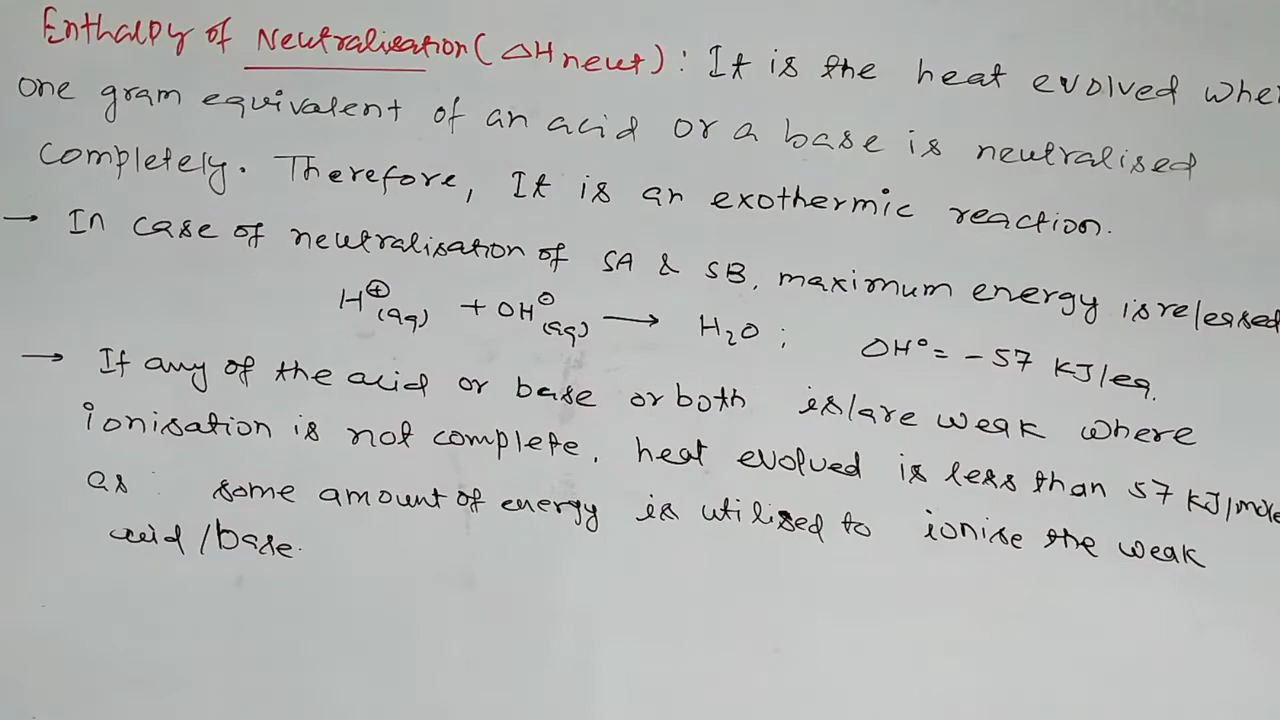 Enthalpy of Neutralisation (△H neut) : It is the heat evolved whe
one gram equivalent of an acid or a base is neutralised
completely. Therefore, It is an exothermic reaction.
→ In case of neutralisation of SA & SB, maximum energy is released
H⊕(aq) + OH⊖(aq) → H₂O ; OH° = -57 KJ/eq.
→ If any of the acid or base or both is/are weak where
ionisation is not complete, heat evolved is less than 57 KJ/mole
as some amount of energy is utilised to ionise the weak
acid/base.